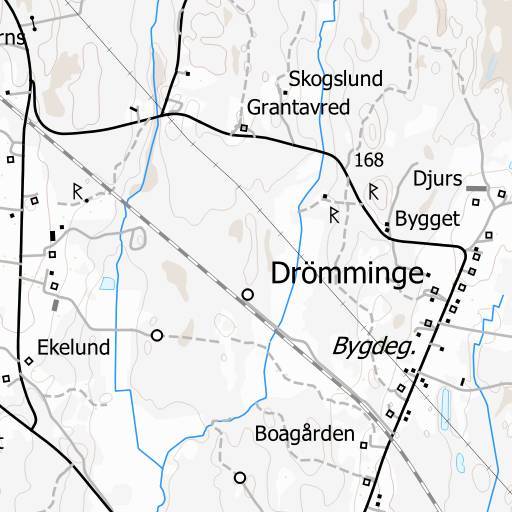 rns
Skogslund
Grantavred
168
Djurs
ᚱ
ᚱ
ᚱ
Bygget
Drömminge
Bygdeg.
Ekelund
Boagården
t